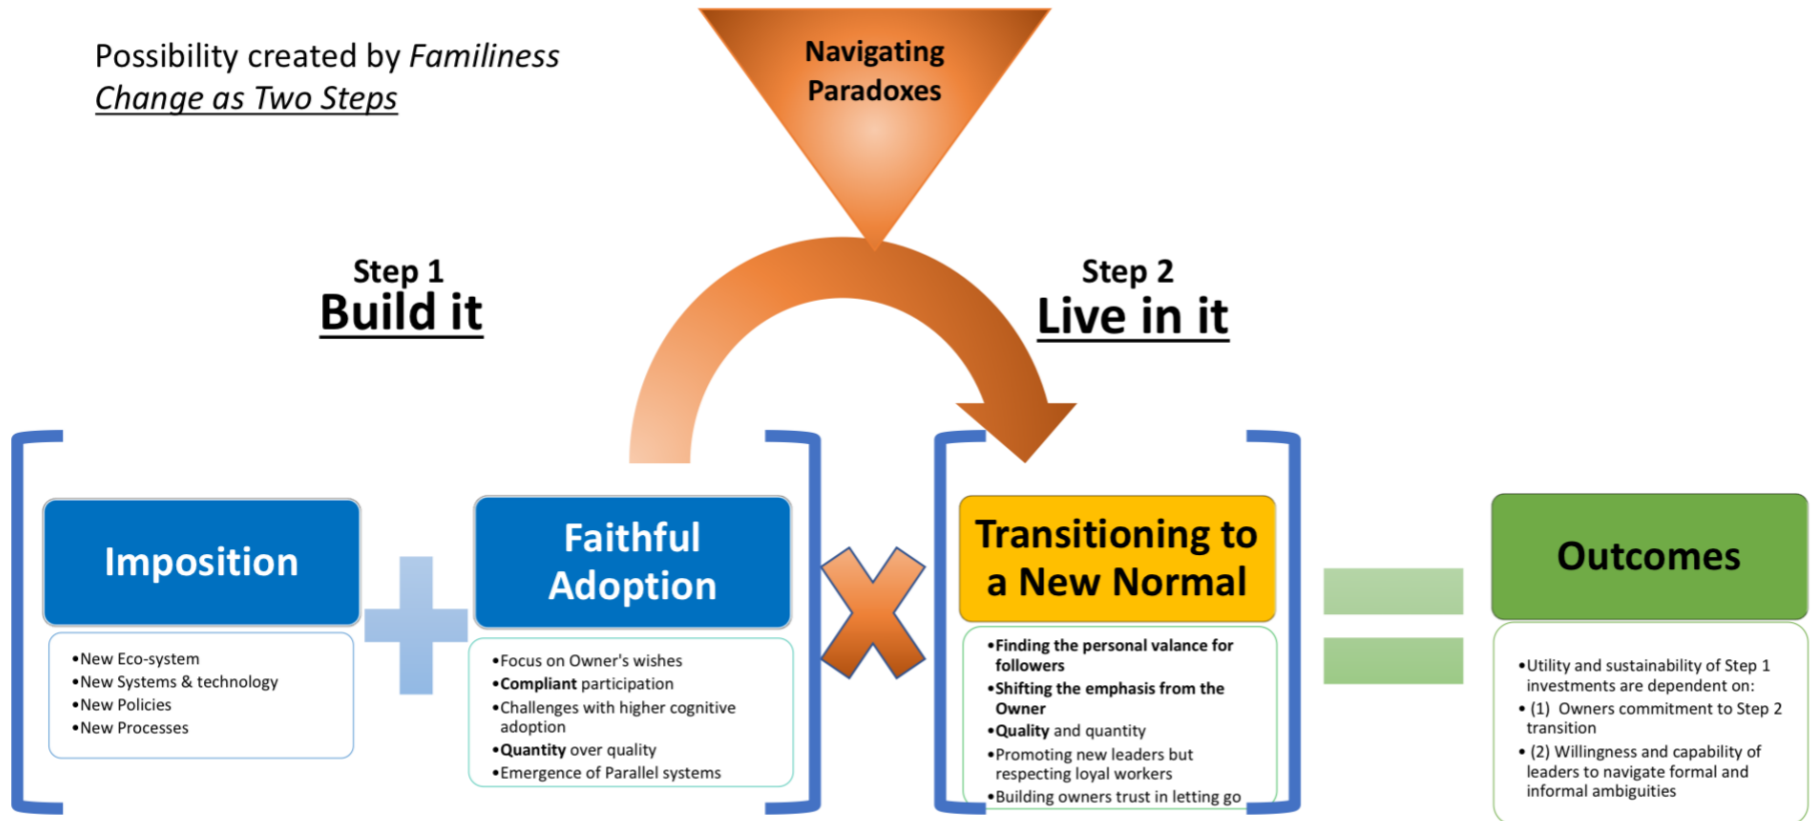 Possibility created by Familiness
Change as Two Steps
Navigating
Paradoxes
Step 1
Build it
Step 2
Live in it
Imposition
•New Eco-system
•New Systems & technology
•New Policies
•New Processes
Faithful
Adoption
•Focus on Owner's wishes
•Compliant participation
•Challenges with higher cognitive
adoption
•Quantity over quality
•Emergence of Parallel systems
Transitioning to
a New Normal
•Finding the personal valance for
followers
•Shifting the emphasis from the
Owner
•Quality and quantity
•Promoting new leaders but
respecting loyal workers
•Building owners trust in letting go
Outcomes
•Utility and sustainability of Step 1
investments are dependent on:
• (1) Owners commitment to Step 2
transition
• (2) Willingness and capability of
leaders to navigate formal and
informal ambiguities